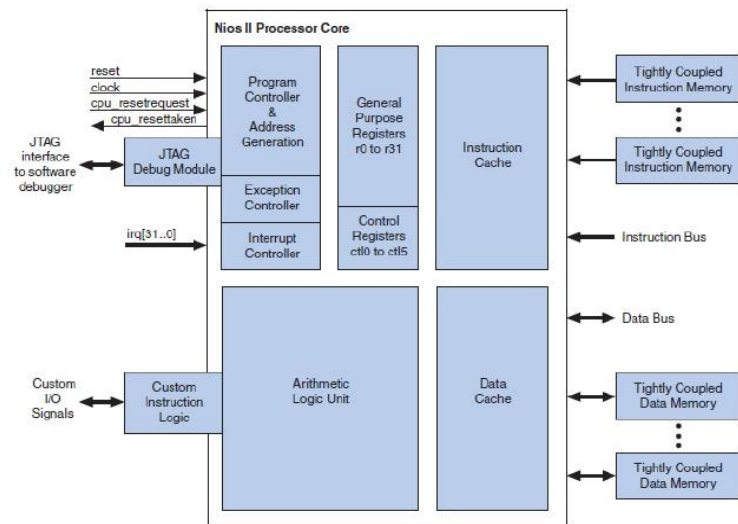 Nios II Processor Core
reset
clock
cpu_resetrequest
cpu_resettaken
JTAG
interface
to software
debugger
JTAG
Debug Module
irq[31..0]
Program
Controller
&
Address
Generation
Exception
Controller
Interrupt
Controller
General
Purpose
Registers
r0 to r31
Control
Registers
ctl0 to ctl5
Instruction
Cache
Tightly Coupled
Instruction Memory
Tightly Coupled
Instruction Memory
Instruction Bus
Data Bus
Custom
I/O
Signals
Custom
Instruction
Logic
Arithmetic
Logic Unit
Data
Cache
Tightly Coupled
Data Memory
Tightly Coupled
Data Memory